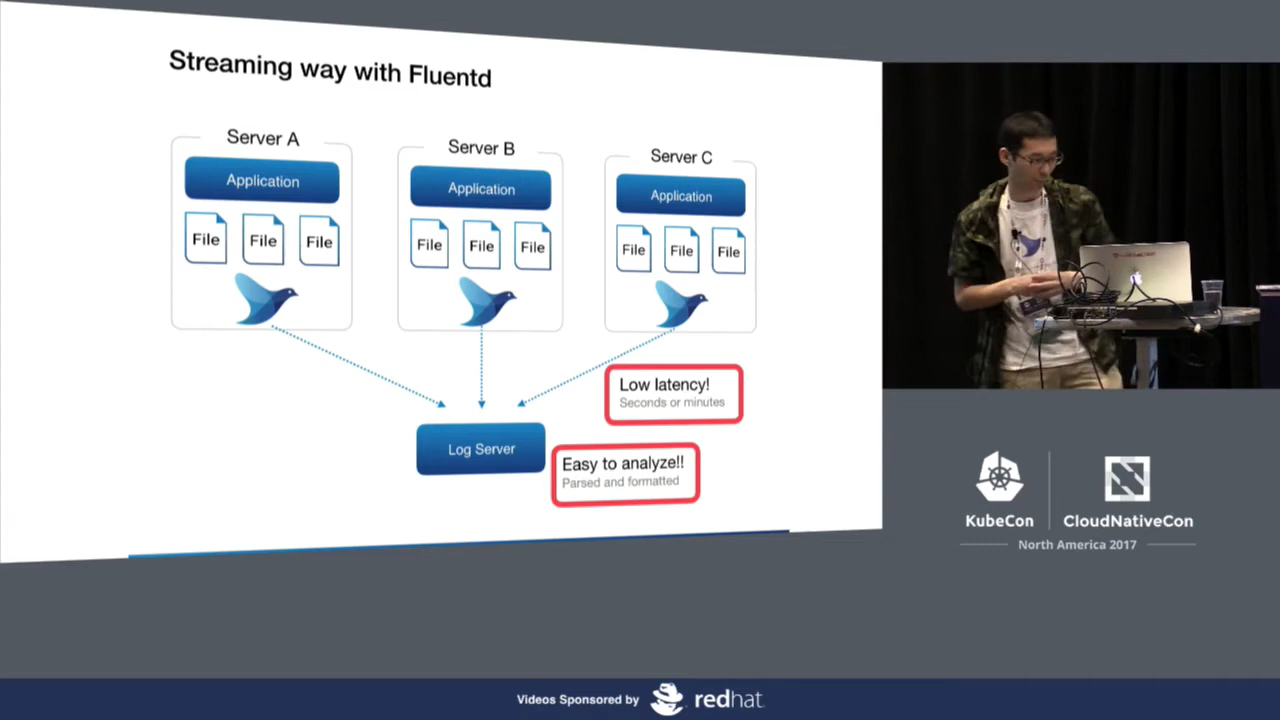 Streaming way with Fluentd
Server A
Server B
Server C
Application
Application
Application
File File File
File File File
File File File
Low latency!
Seconds or minutes
Log Server
Easy to analyze!!
Parsed and formatted
KubeCon
CloudNativeCon
North America 2017
Videos Sponsored by
redhat